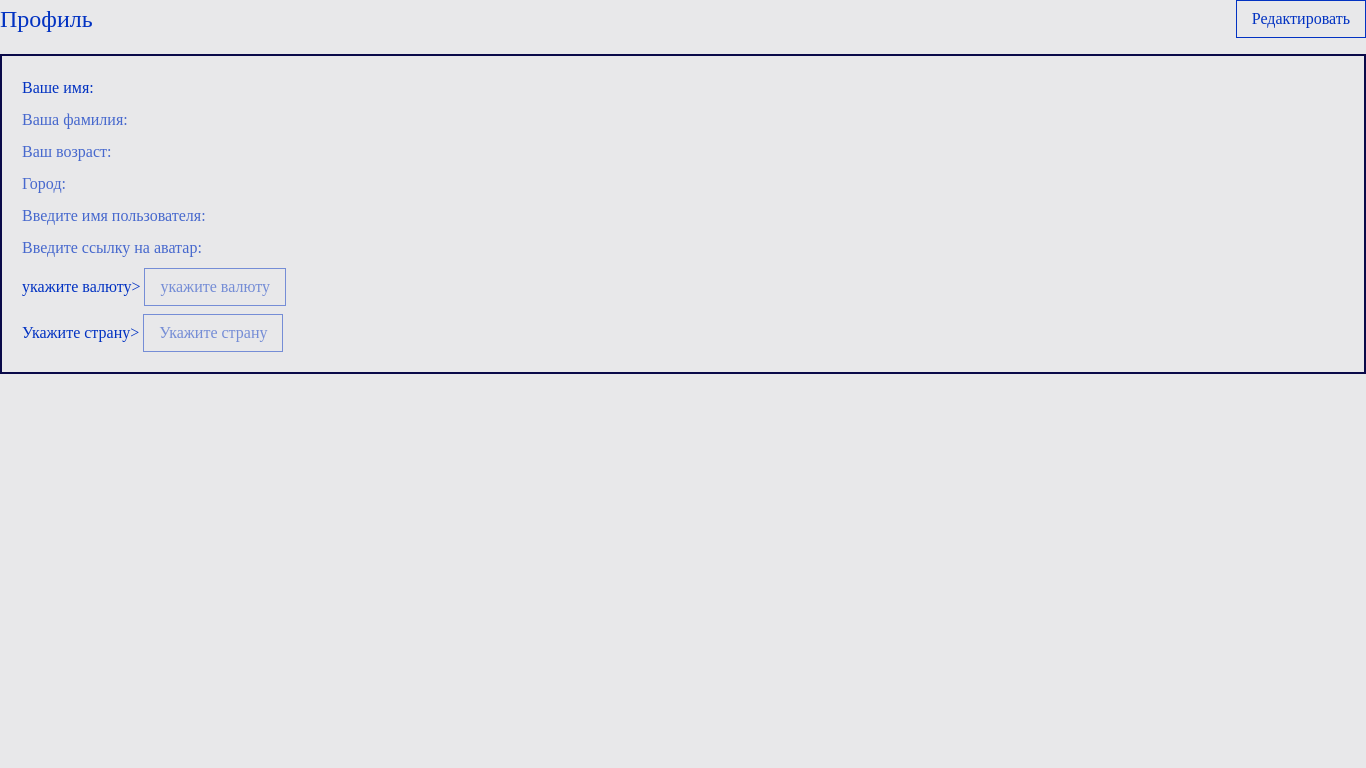 Профиль
Редактировать
Ваше имя:
Ваша фамилия:
Ваш возраст:
Город:
Введите имя пользователя:
Введите ссылку на аватар:
укажите валюту> укажите валюту
Укажите страну> Укажите страну